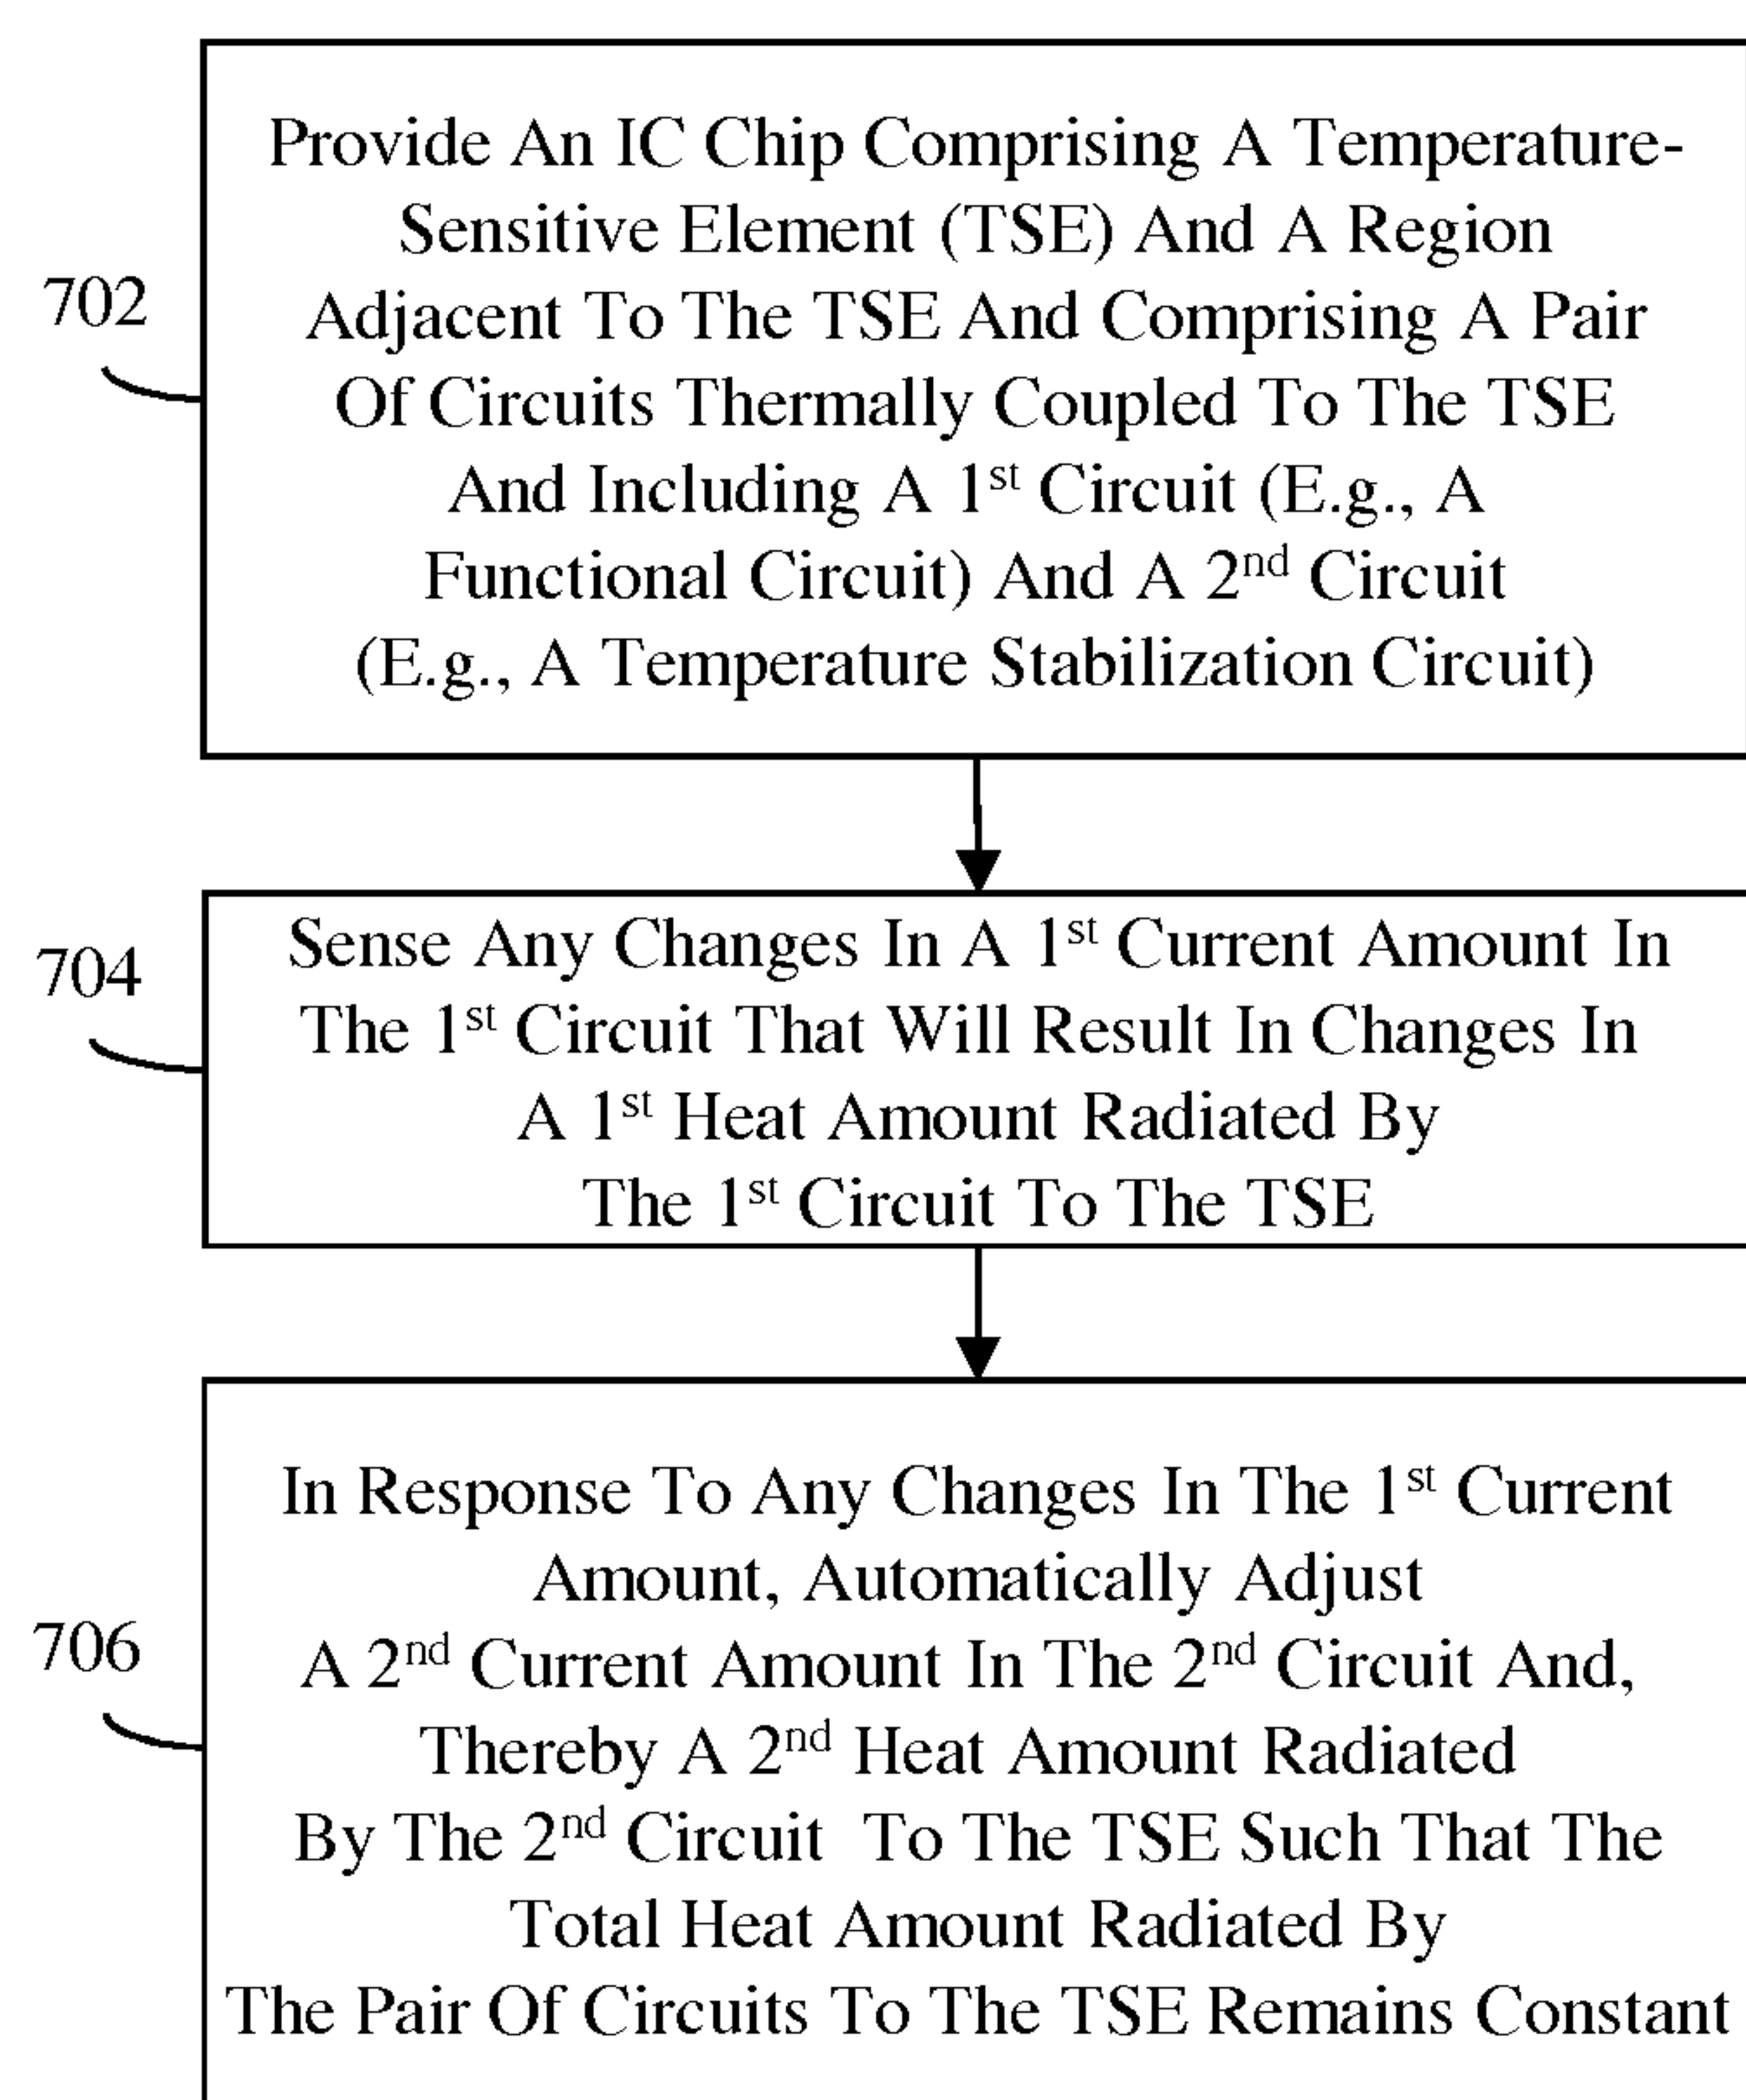 Provide An IC Chip Comprising A Temperature-
Sensitive Element (TSE) And A Region
702
Adjacent To The TSE And Comprising A Pair
Of Circuits Thermally Coupled To The TSE
And Including A 1st Circuit (E.g., A
Functional Circuit) And A 2nd Circuit
(E.g., A Temperature Stabilization Circuit)
704
Sense Any Changes In A 1st Current Amount In
The 1st Circuit That Will Result In Changes In
A 1st Heat Amount Radiated By
The 1st Circuit To The TSE
In Response To Any Changes In The 1st Current
Amount, Automatically Adjust
706
A 2nd Current Amount In The 2nd Circuit And,
Thereby A 2nd Heat Amount Radiated
By The 2nd Circuit To The TSE Such That The
Total Heat Amount Radiated By
The Pair Of Circuits To The TSE Remains Constant